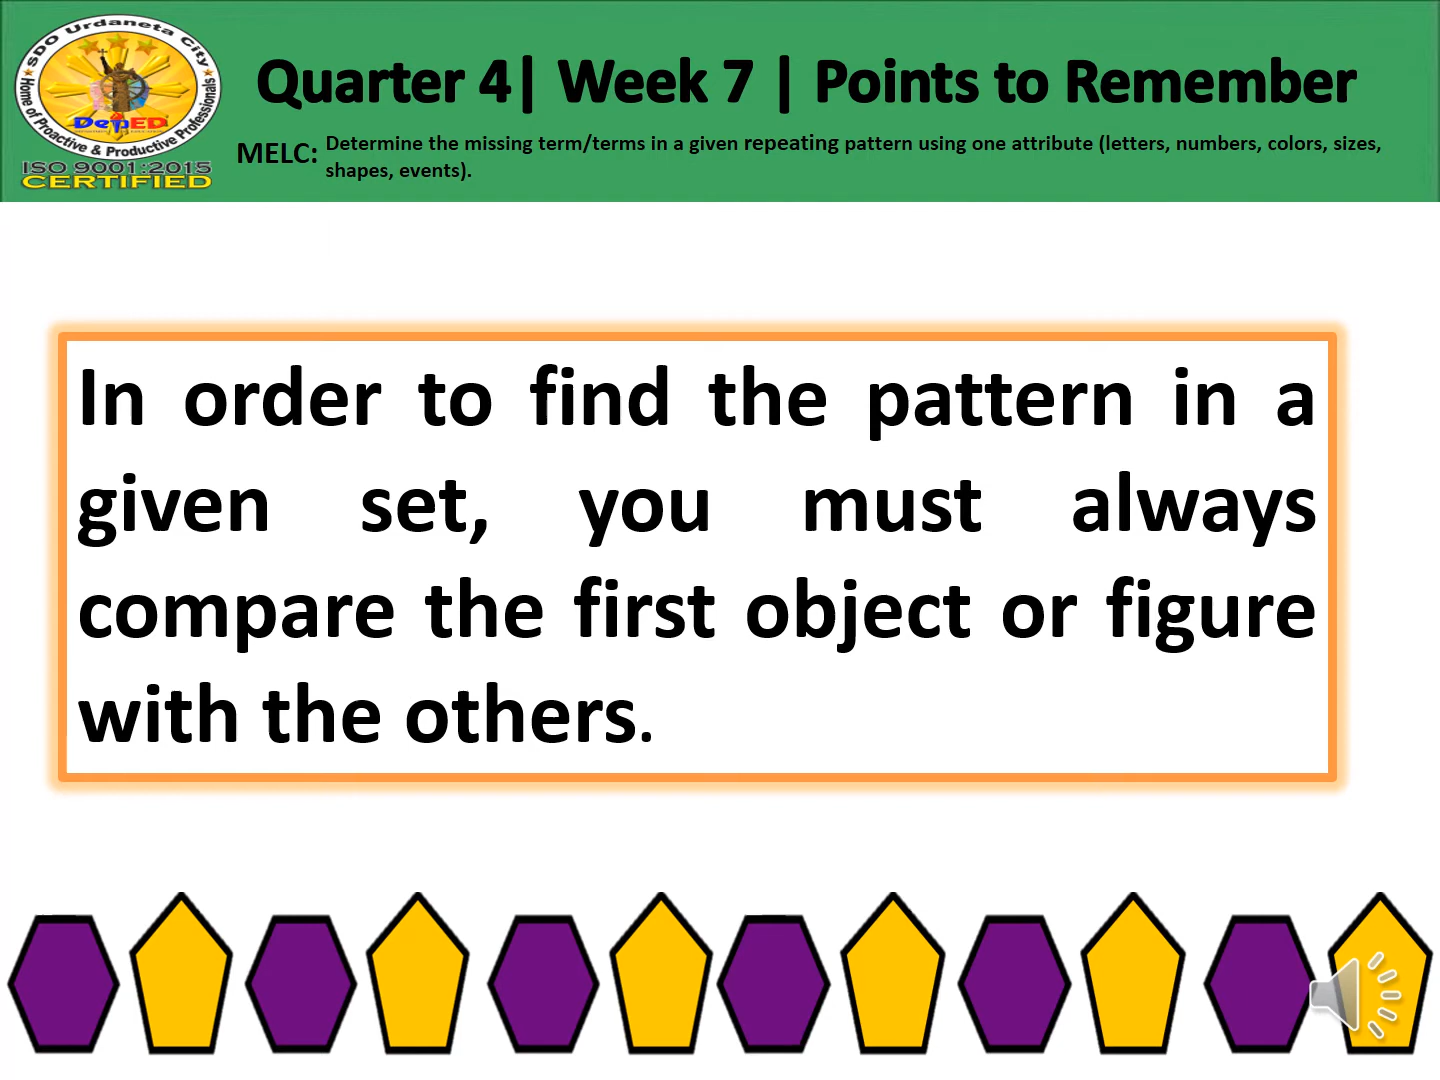 SDO Urdaneta City
Home of Proactive & Productive Professionals
DepED
ISO 9001:2015
CERTIFIED
Quarter 4| Week 7 | Points to Remember
MELC: Determine the missing term/terms in a given repeating pattern using one attribute (letters, numbers, colors, sizes,
shapes, events).
In order to find the pattern in a
given set, you must always
compare the first object or figure
with the others.